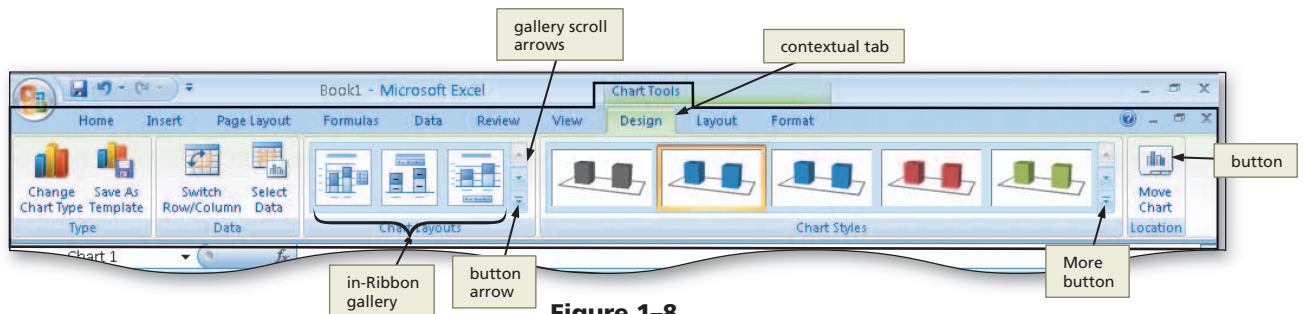 gallery scroll
arrows
contextual tab
Book1 - Microsoft Excel
Chart Tools
Home Insert Page Layout Formulas Data Review View Design Layout Format
button
Change
Chart Type
Save As
Template
Switch
Row/Column
Select
Data
Move
Chart
Type
Data
Chart Layouts
Chart Styles
Location
Chart 1
fx
in-Ribbon
gallery
button
arrow
More
button
Figure 1–8